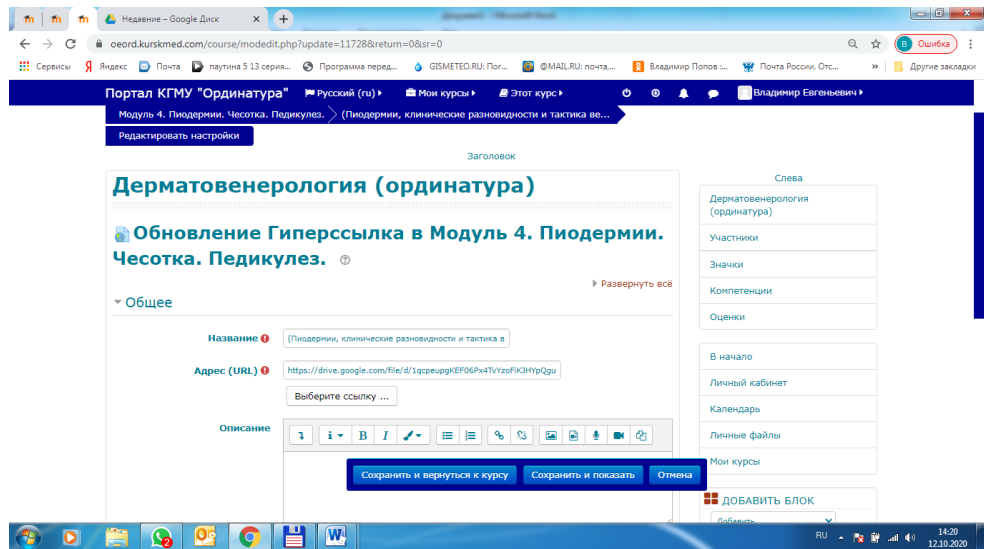 Недавние – Google Диск
oeord.kurskmed.com/course/modedit.php?update=11728&return=0&sr=0
Ошибка
Сервисы
Яндекс
Почта
паутина 5 13 серия...
Программа перед...
GISMETEO.RU: Пог...
@MAIL.RU: почта,...
Владимир Попов :...
Почта России. Отс...
»
Другие закладки
Портал КГМУ "Ординатура"
Русский (ru)
Мои курсы
Этот курс
Владимир Евгеньевич
Модуль 4. Пиодермии. Чесотка. Педикулез.
(Пиодермии, клинические разновидности и тактика ве...
Редактировать настройки
Заголовок
Дерматовенерология (ординатура)
Обновление Гиперссылка в Модуль 4. Пиодермии.
Чесотка. Педикулез.
Развернуть всё
Общее
Название
(Пиодермии, клинические разновидности и тактика в
Адрес (URL)
https://drive.google.com/file/d/1qcpeupgKEF06Px4TvYzoFiKJHYpQgu
Выберите ссылку ...
Описание
B I
Сохранить и вернуться к курсу
Сохранить и показать
Отмена
Слева
Дерматовенерология
(ординатура)
Участники
Значки
Компетенции
Оценки
В начало
Личный кабинет
Календарь
Личные файлы
Мои курсы
ДОБАВИТЬ БЛОК
Добавить...
RU
14:20
12.10.2020